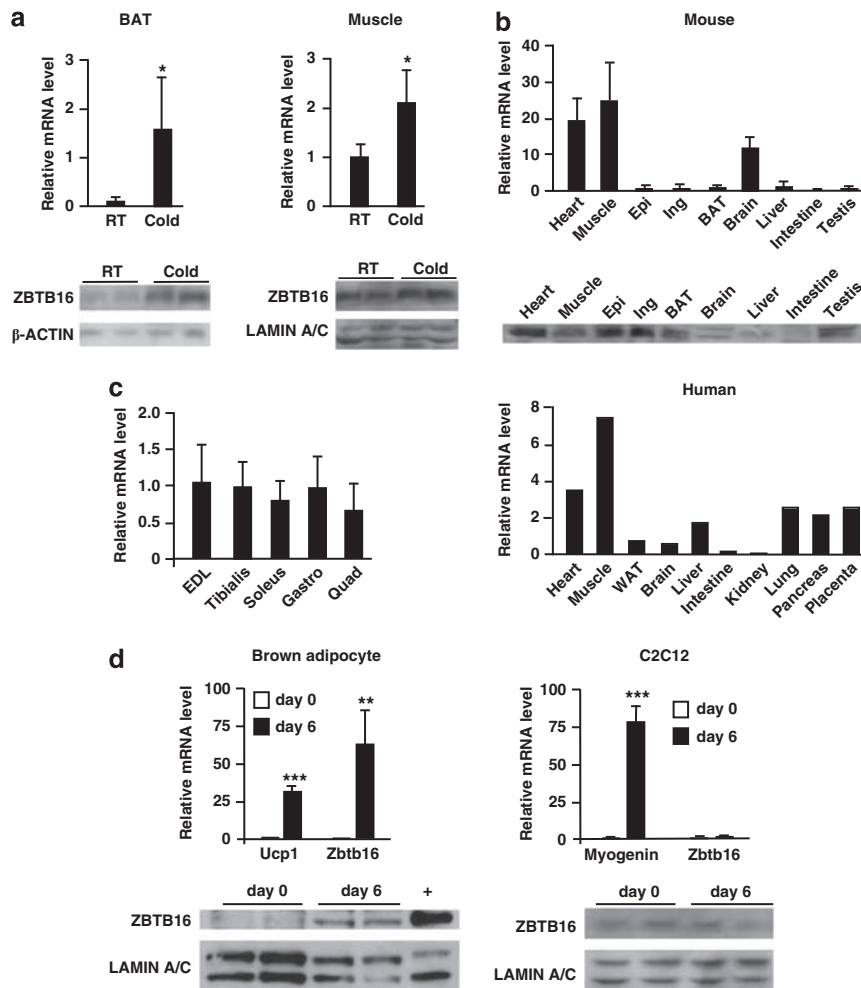 a
BAT
Relative mRNA level
3
2
1
0
*
RT
Cold
Muscle
Relative mRNA level
3
2
1
0
*
RT
Cold
RT
Cold
ZBTB16
β-ACTIN
RT
Cold
ZBTB16
LAMIN A/C
b
Mouse
Relative mRNA level
40
30
20
10
0
Heart
Muscle
Epi
Ing
BAT
Brain
Liver
Intestine
Testis
Heart
Muscle
Epi
Ing
BAT
Brain
Liver
Intestine
Testis
Human
Relative mRNA level
8
6
4
2
0
Heart
Muscle
WAT
Brain
Liver
Intestine
Kidney
Lung
Pancreas
Placenta
c
Relative mRNA level
2.0
1.5
1.0
0.5
0
EDL
Tibialis
Soleus
Gastro
Quad
d
Brown adipocyte
Relative mRNA level
100
75
50
25
0
day 0
day 6
***
**
Ucp1
Zbtb16
day 0
day 6
+
ZBTB16
LAMIN A/C
C2C12
Relative mRNA level
100
75
50
25
0
***
day 0
day 6
Myogenin
Zbtb16
day 0
day 6
ZBTB16
LAMIN A/C